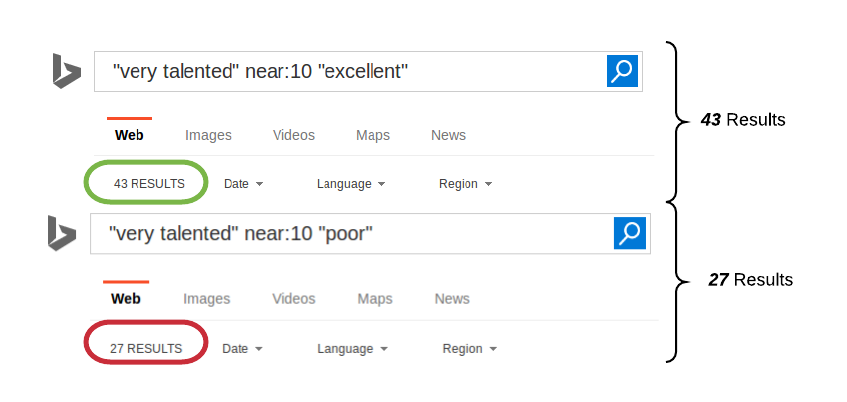 "very talented" near:10 "excellent"
Web Images Videos Maps News
43 Results
43 RESULTS Date Language Region
"very talented" near:10 "poor"
27 Results
Web Images Videos Maps News
27 RESULTS Date Language Region